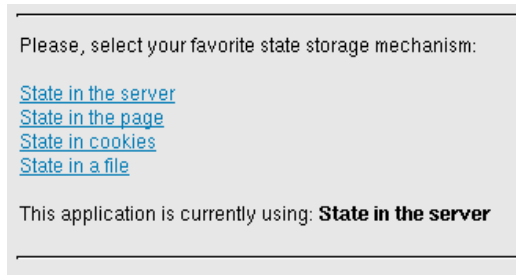 Please, select your favorite state storage mechanism:
State in the server
State in the page
State in cookies
State in a file
This application is currently using: State in the server